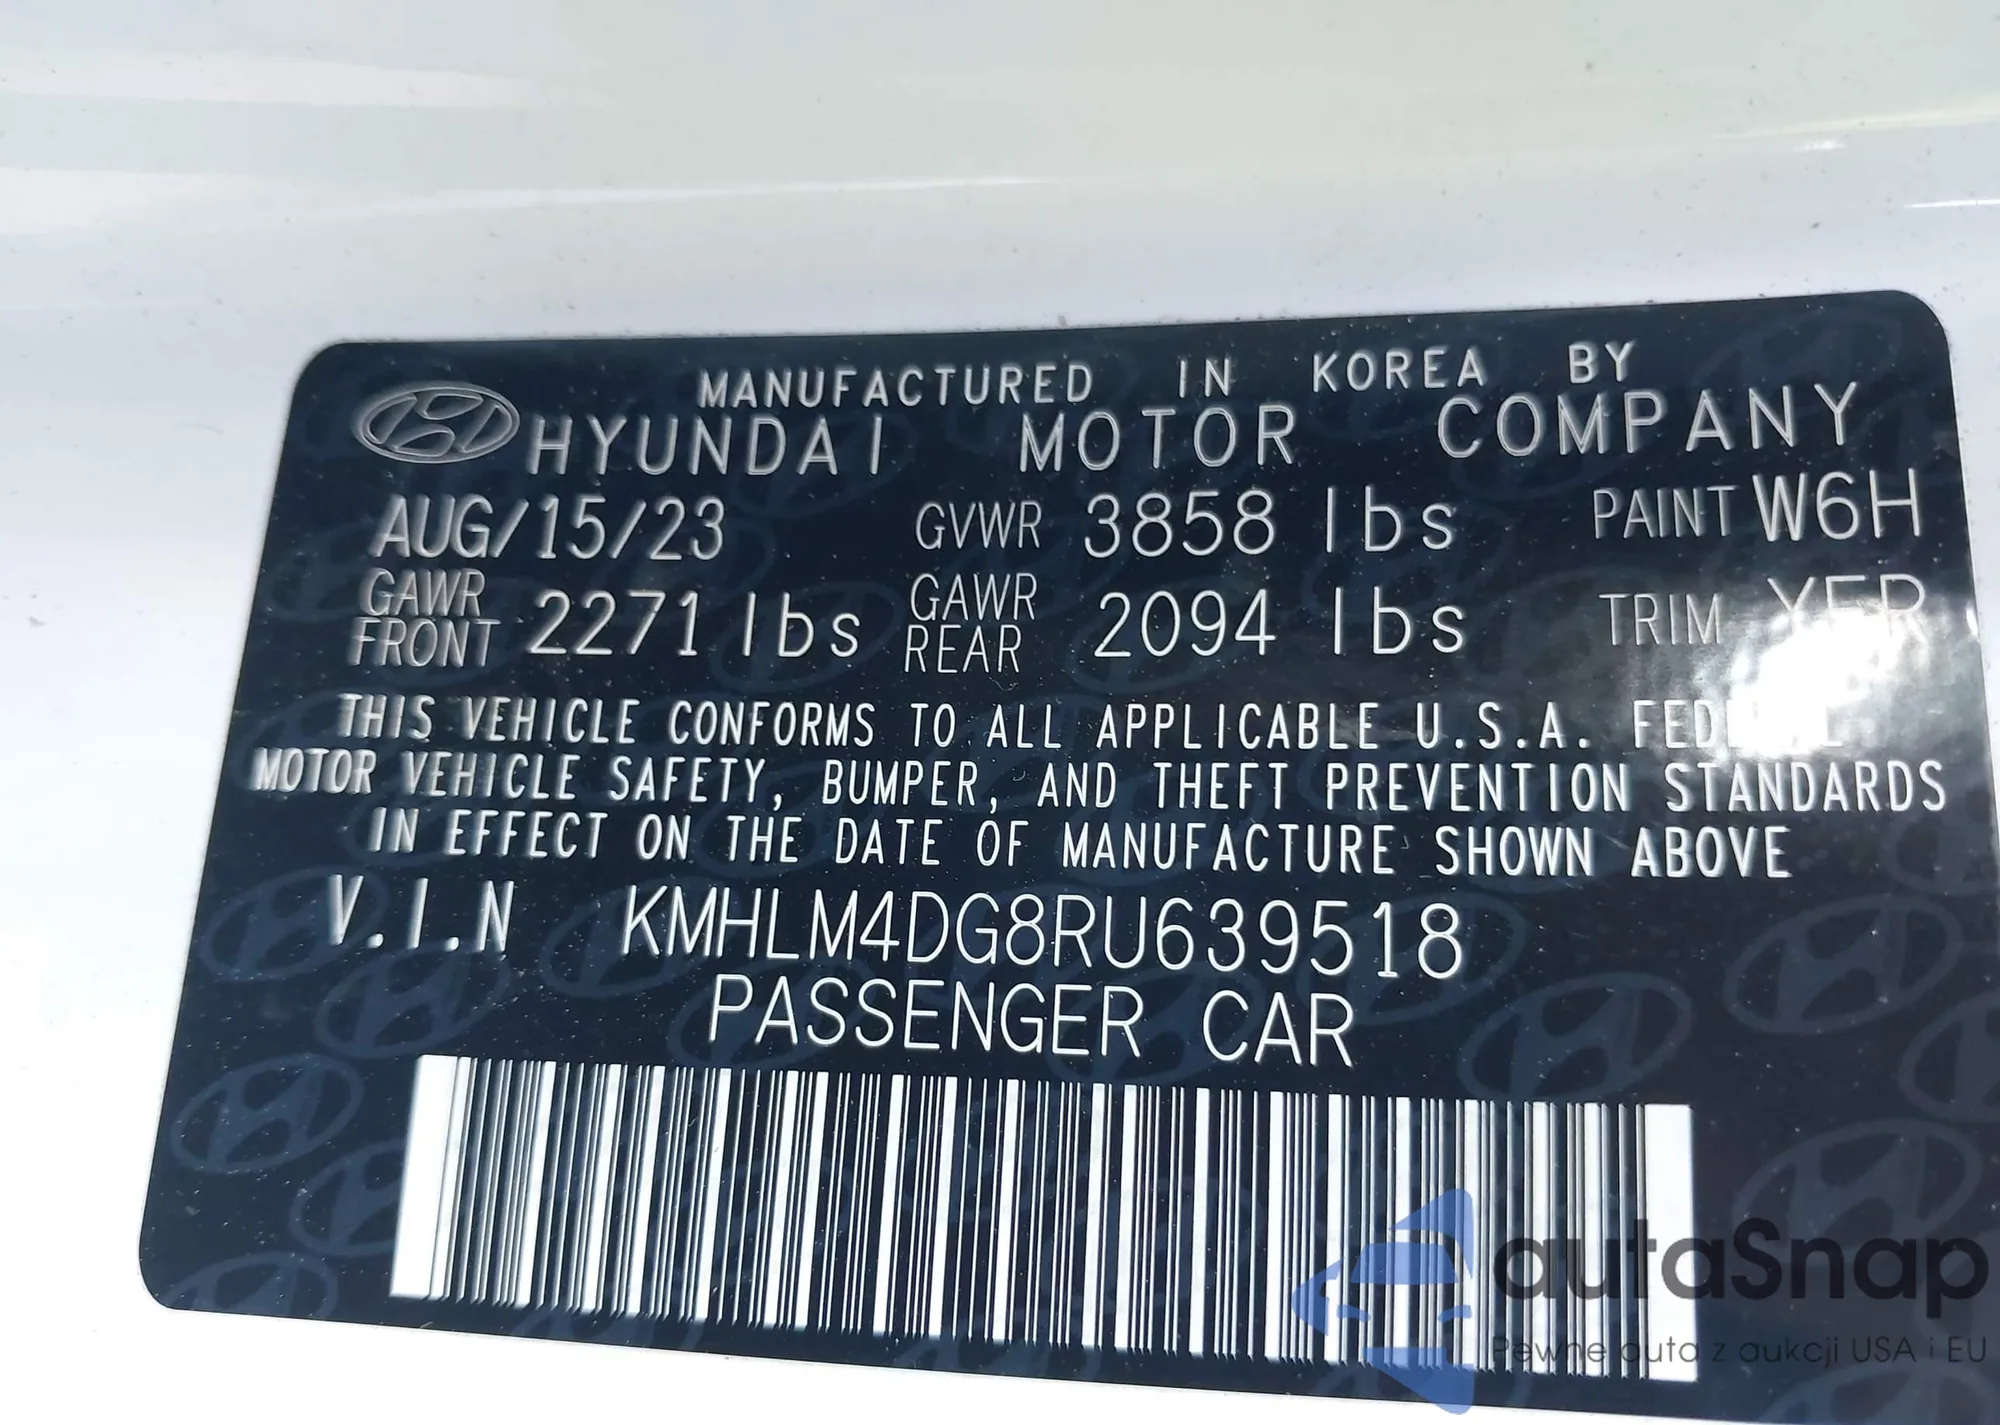 MANUFACTURED IN KOREA BY
HYUNDAI MOTOR COMPANY
AUG/15/23 GVWR 3858 lbs PAINT W6H
GAWR FRONT 2271 lbs GAWR REAR 2094 lbs TRIM
THIS VEHICLE CONFORMS TO ALL APPLICABLE U.S.A. FEDERAL
MOTOR VEHICLE SAFETY, BUMPER, AND THEFT PREVENTION STANDARDS
IN EFFECT ON THE DATE OF MANUFACTURE SHOWN ABOVE
V.I.N KMHLM4DG8RU639518
PASSENGER CAR
autaSnap
Pewne auta z aukcji USA i EU